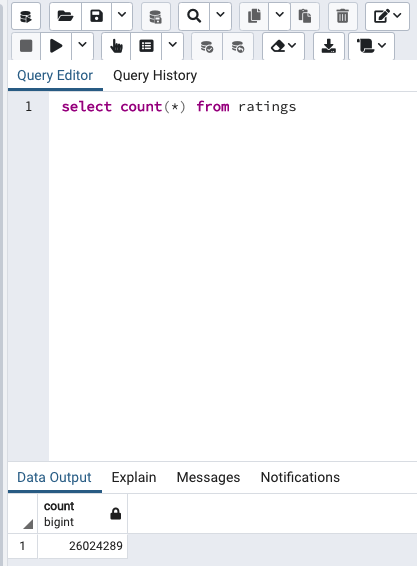 Query Editor Query History
1 select count(*) from ratings
Data Output Explain Messages Notifications
count
bigint
1 26024289